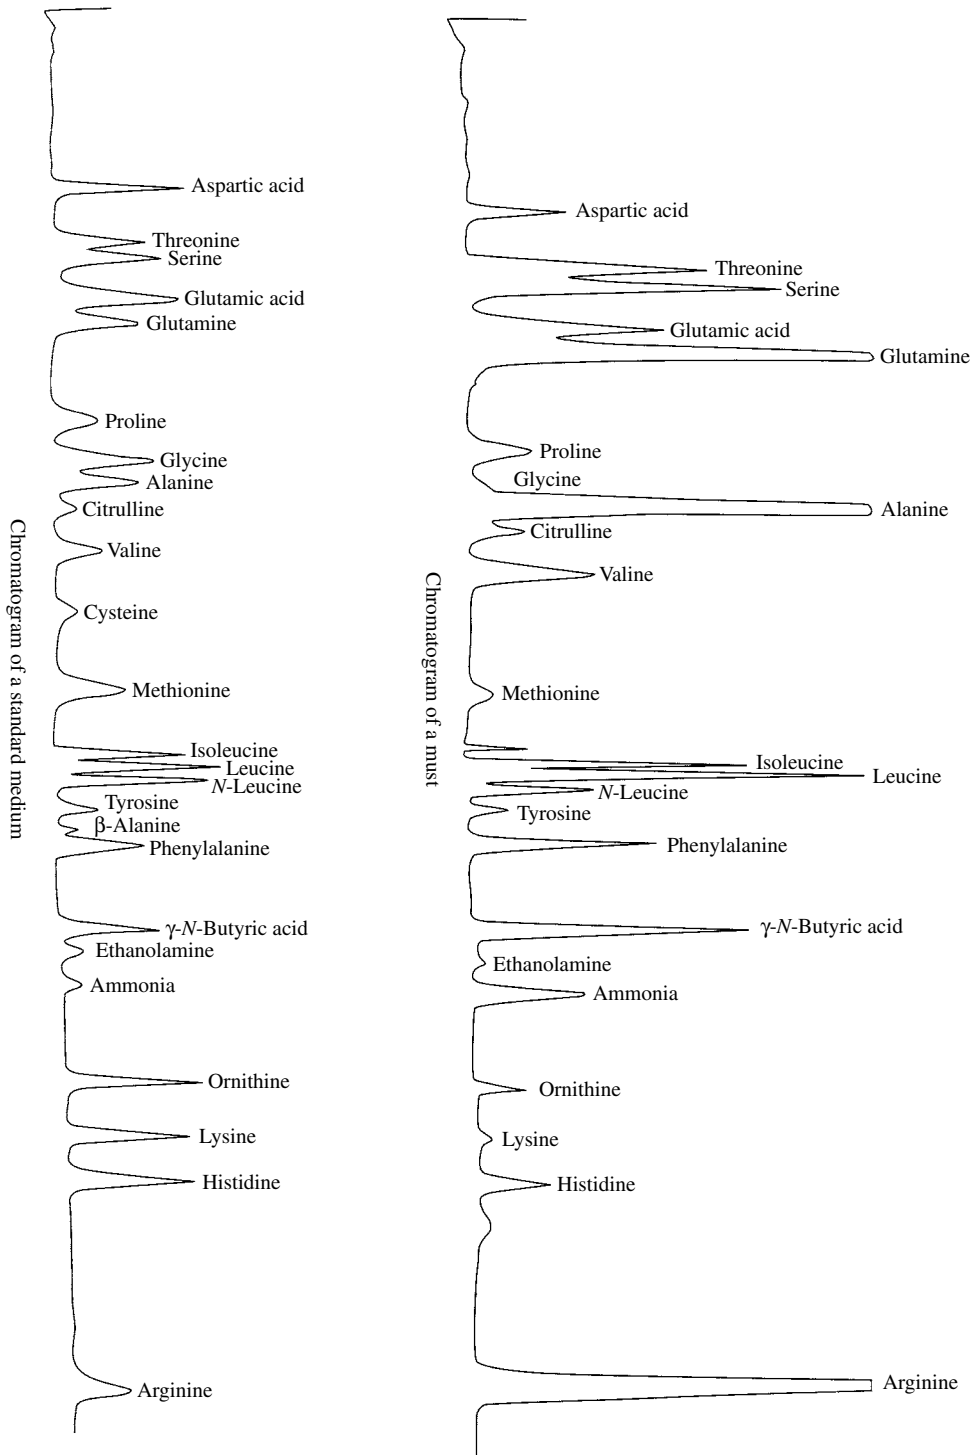 Chromatogram of a standard medium
Aspartic acid
Threonine
Serine
Glutamic acid
Glutamine
Proline
Glycine
Alanine
Citrulline
Valine
Cysteine
Methionine
Isoleucine
Leucine
N-Leucine
Tyrosine
β-Alanine
Phenylalanine
γ-N-Butyric acid
Ethanolamine
Ammonia
Ornithine
Lysine
Histidine
Arginine
Chromatogram of a must
Aspartic acid
Threonine
Serine
Glutamic acid
Glutamine
Proline
Glycine
Alanine
Citrulline
Valine
Methionine
Isoleucine
Leucine
N-Leucine
Tyrosine
Phenylalanine
γ-N-Butyric acid
Ethanolamine
Ammonia
Ornithine
Lysine
Histidine
Arginine